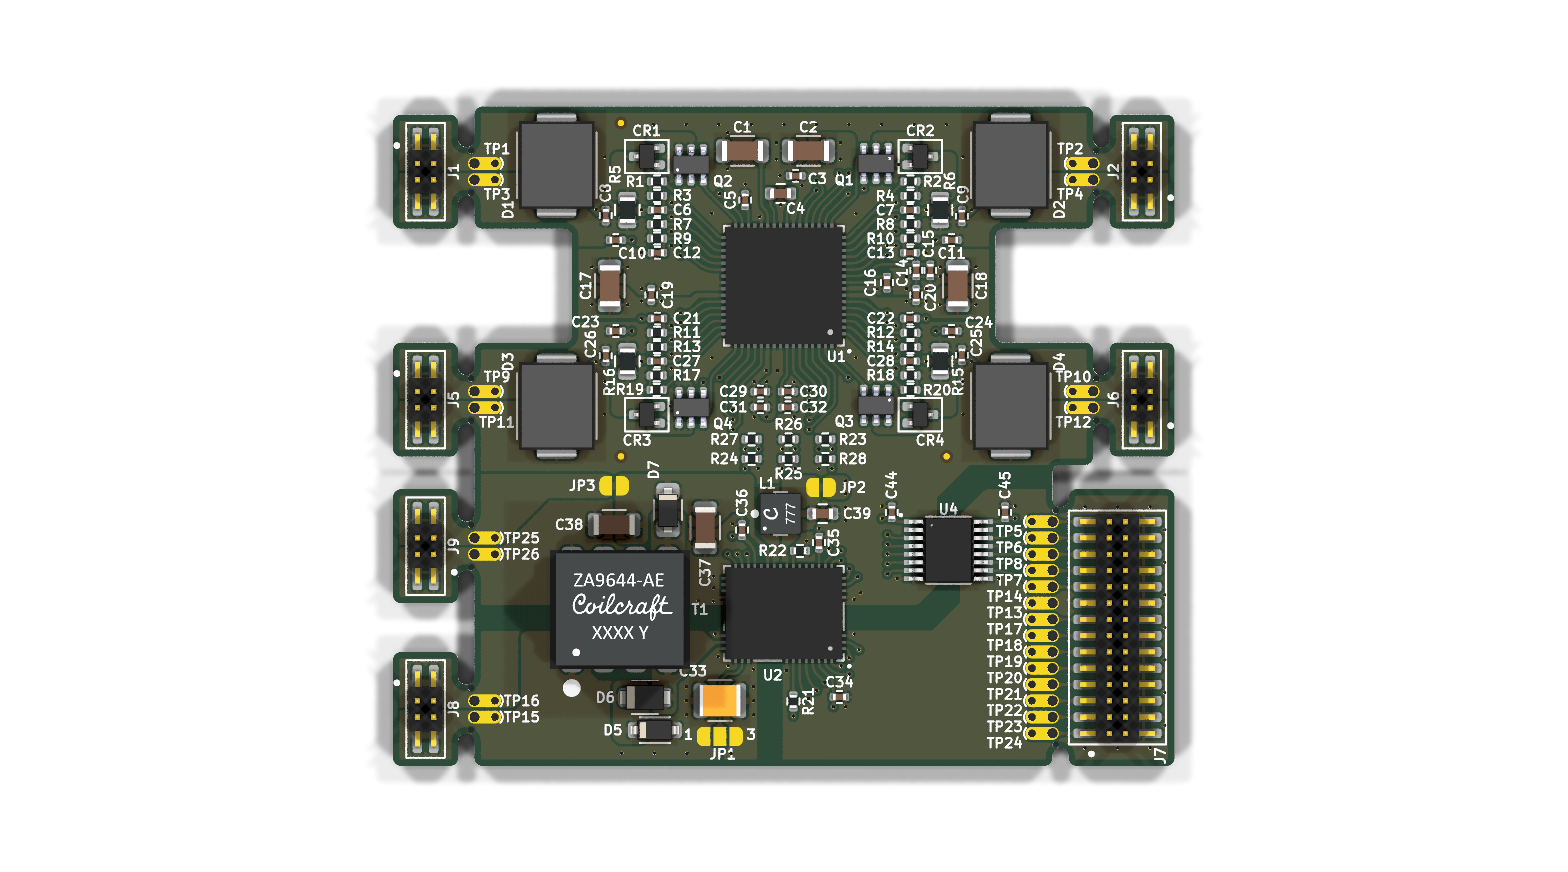 CR1 C1 C2 CR2
TP1 TP2
J1 R5 R1 Q2 C3 Q1 R2 R6 J2
TP3 C8 R3 C5 R4 C9 TP4
D1 C6 C4 C7 D2
R7 R8
R9 R10 C15
C10 C12 C13 C11
C17 C19 C16 C14 C20 C18
C23 C21 C22 C24
C26 R11 R12 C25
D3 R13 R14 D4
C27 U1 C28
TP9 R16 R17 R18 R15 TP10
J5 R19 C29 C30 R20 J6
C31 C32
TP11 Q4 R26 Q3 TP12
CR3 R27 R23 CR4
R24 R28
D7 R25
JP3 L1 JP2 C44 C45
C36 C 777 C39 U4
C38
TP25 TP5
J9 R22 C35 TP6
TP26
TP8
C37
ZA9644-AE TP7
TP14
Coilcraft T1 TP13
XXXX Y TP17
TP18
TP19
C33 U2 TP20
C34
J8 TP16 D6 R21 TP21
TP15 TP22
D5 1 3 TP23
TP24
JP1 J7